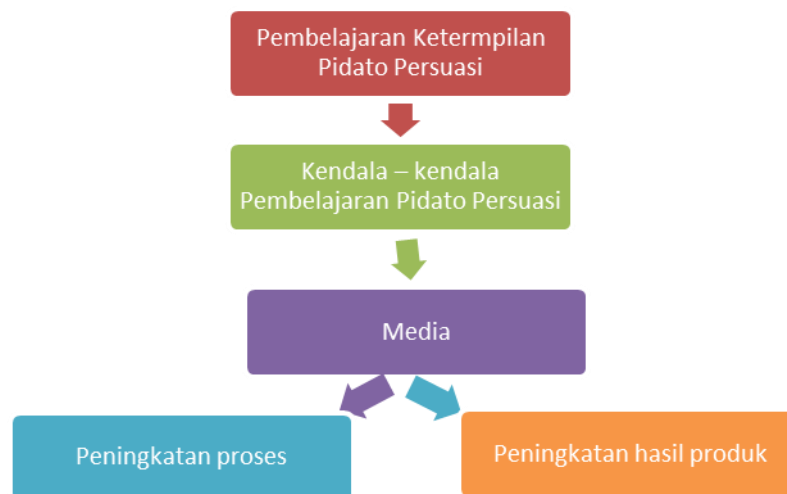 Pembelajaran Ketermpilan
Pidato Persuasi
Kendala – kendala
Pembelajaran Pidato Persuasi
Media
Peningkatan proses
Peningkatan hasil produk